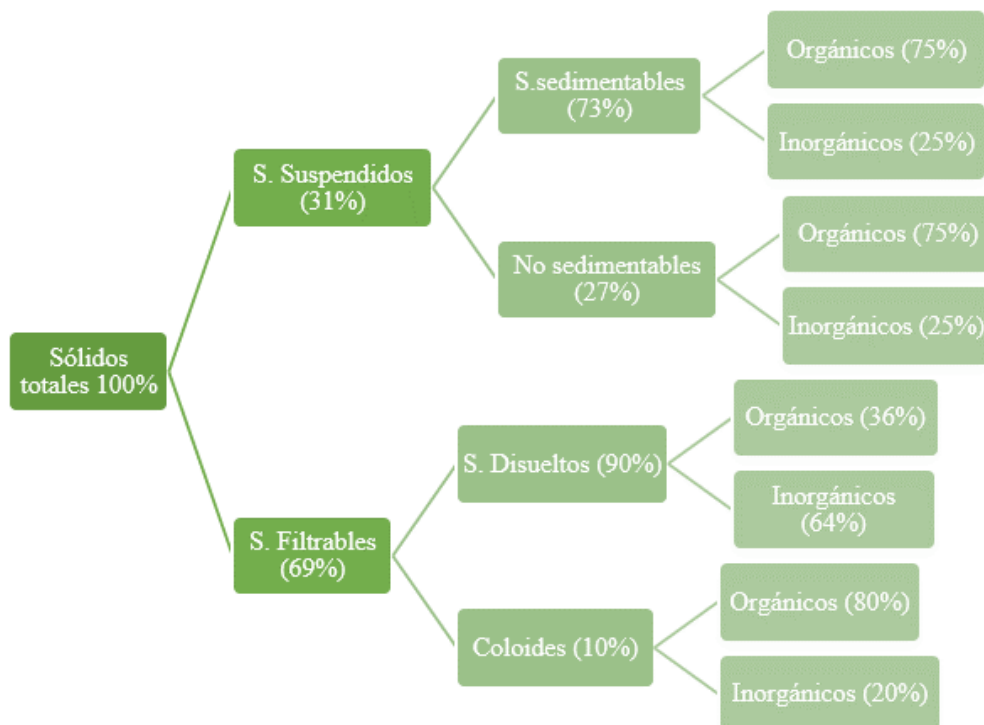 Sólidos
totales 100%
S. Suspendidos
(31%)
S.sedimentables
(73%)
Orgánicos (75%)
Inorgánicos (25%)
No sedimentables
(27%)
Orgánicos (75%)
Inorgánicos (25%)
S. Filtrables
(69%)
S. Disueltos (90%)
Orgánicos (36%)
Inorgánicos
(64%)
Coloides (10%)
Orgánicos (80%)
Inorgánicos (20%)